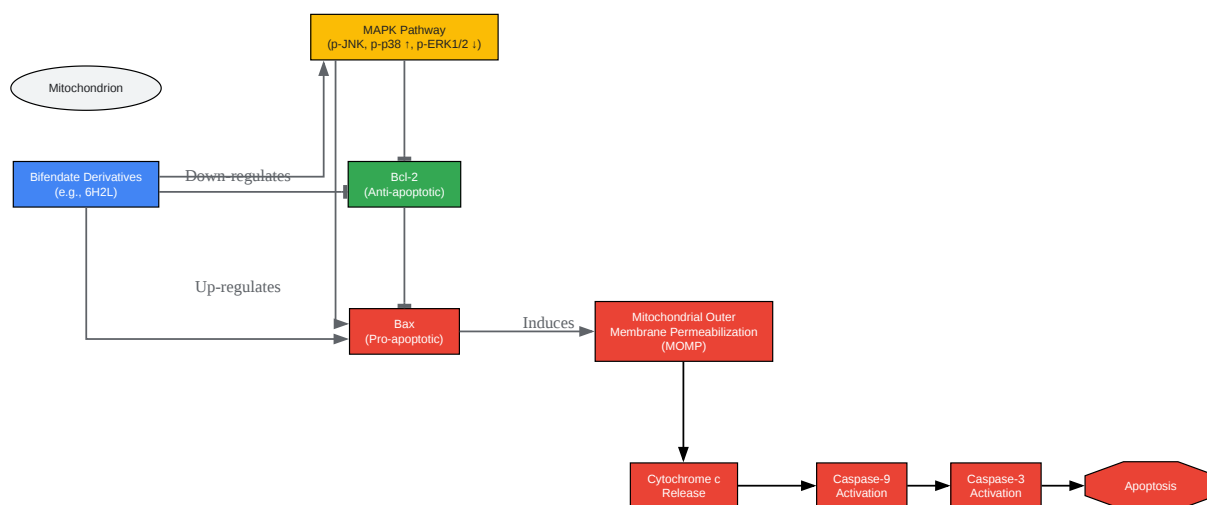 MAPK Pathway
(p-JNK, p-p38 ↑, p-ERK1/2 ↓)
Mitochondrion
Bifendate Derivatives
(e.g., 6H2L)
Down-regulates
Bcl-2
(Anti-apoptotic)
Up-regulates
Bax
(Pro-apoptotic)
Induces
Mitochondrial Outer
Membrane Permeabilization
(MOMP)
Cytochrome c
Release
Caspase-9
Activation
Caspase-3
Activation
Apoptosis